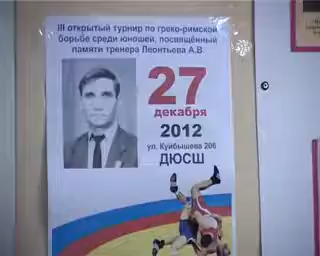 III открытый турнир по греко-римской
борьбе среди юношей, посвящённый
памяти тренера Леонтьева А.В.
27
декабря
2012
ул. Куйбышева 206
ДЮСШ